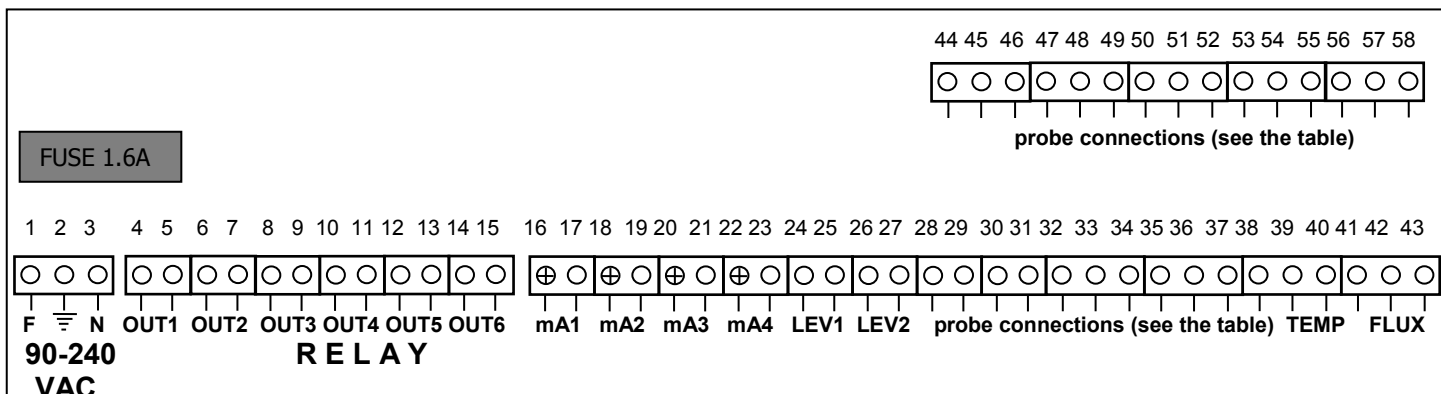 44 45 46 47 48 49 50 51 52 53 54 55 56 57 58
probe connections (see the table)
FUSE 1.6A
1 2 3 4 5 6 7 8 9 10 11 12 13 14 15 16 17 18 19 20 21 22 23 24 25 26 27 28 29 30 31 32 33 34 35 36 37 38 39 40 41 42 43
F N OUT1 OUT2 OUT3 OUT4 OUT5 OUT6 mA1 mA2 mA3 mA4 LEV1 LEV2 probe connections (see the table) TEMP FLUX
90-240 RELAY
VAC